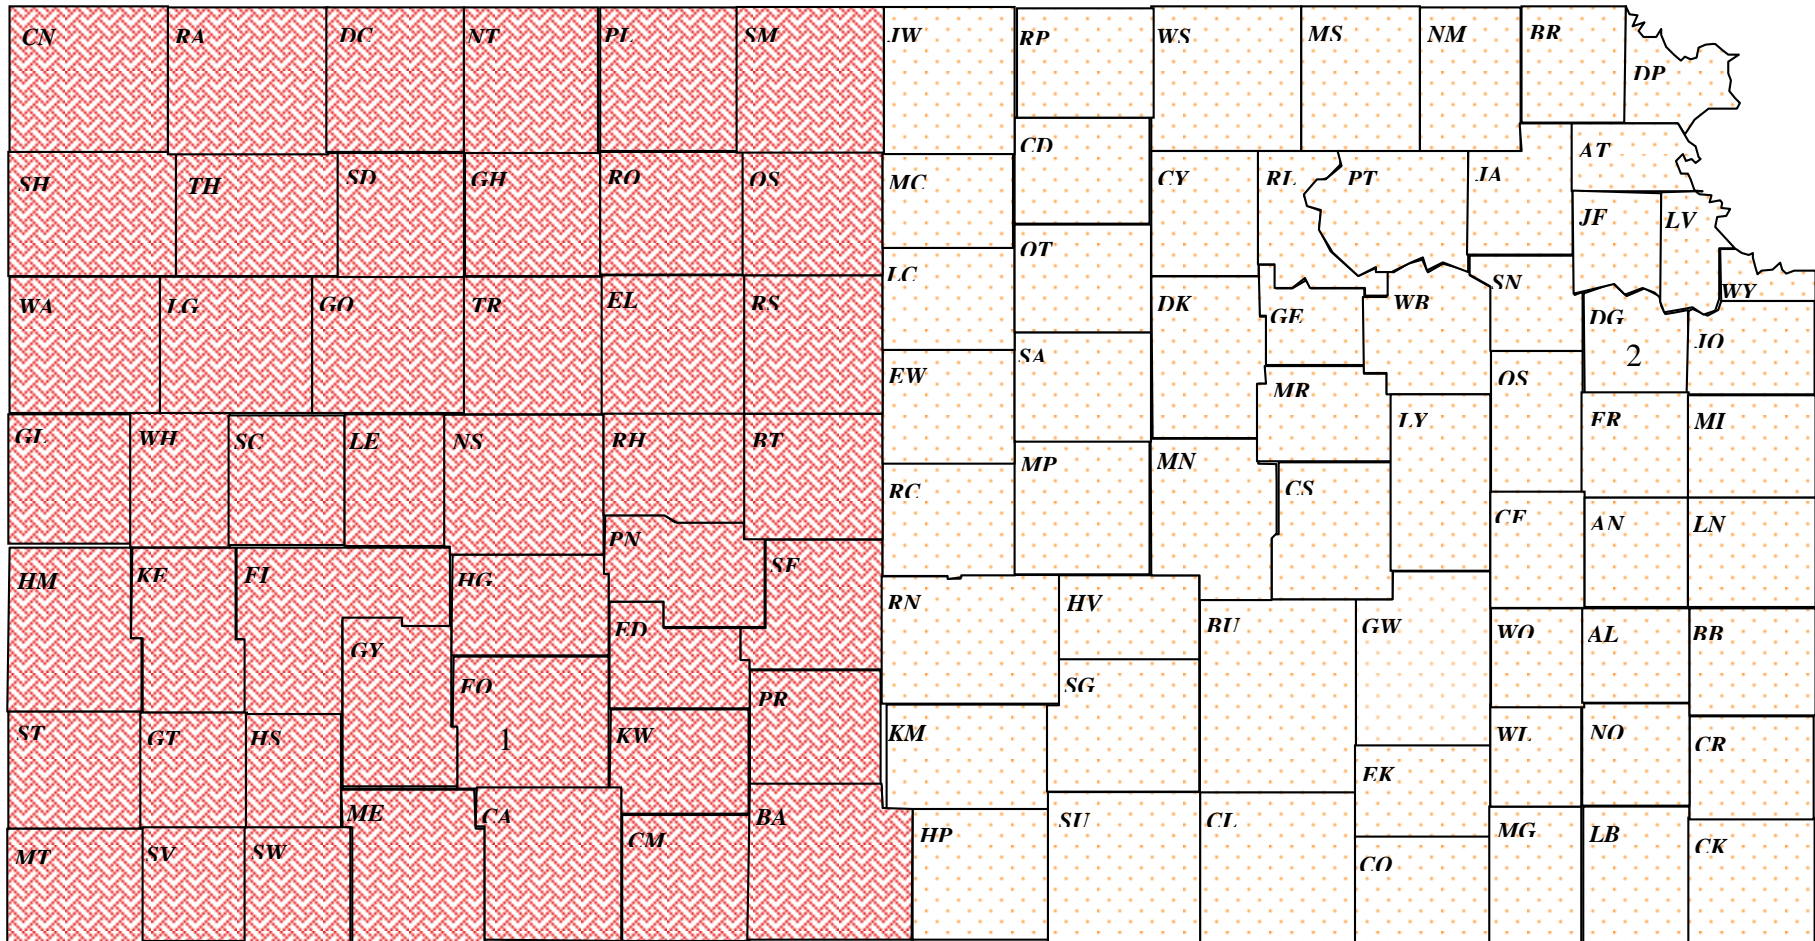 CN RA DC NT PL SM JW RP WS MS NM BR
DP
SH TH SD GH RO OS MC CD CY RL PT JA AT
JF LV
WA LG GO TR EL RS LC OT DK GE WB SN WY
DG JO
2
EW SA MR OS
GL WH SC LE NS RH BT LY FR MI
RC MP MN CS CF AN LN
HM KE FI HG PN SF
RN HV BU GW WO AL BB
GY ED
FO PR SG
ST GT HS 1 KW KM WL NO CR
EK
ME CA CM BA HP SU CL MG LB CK
MT SV SW CO